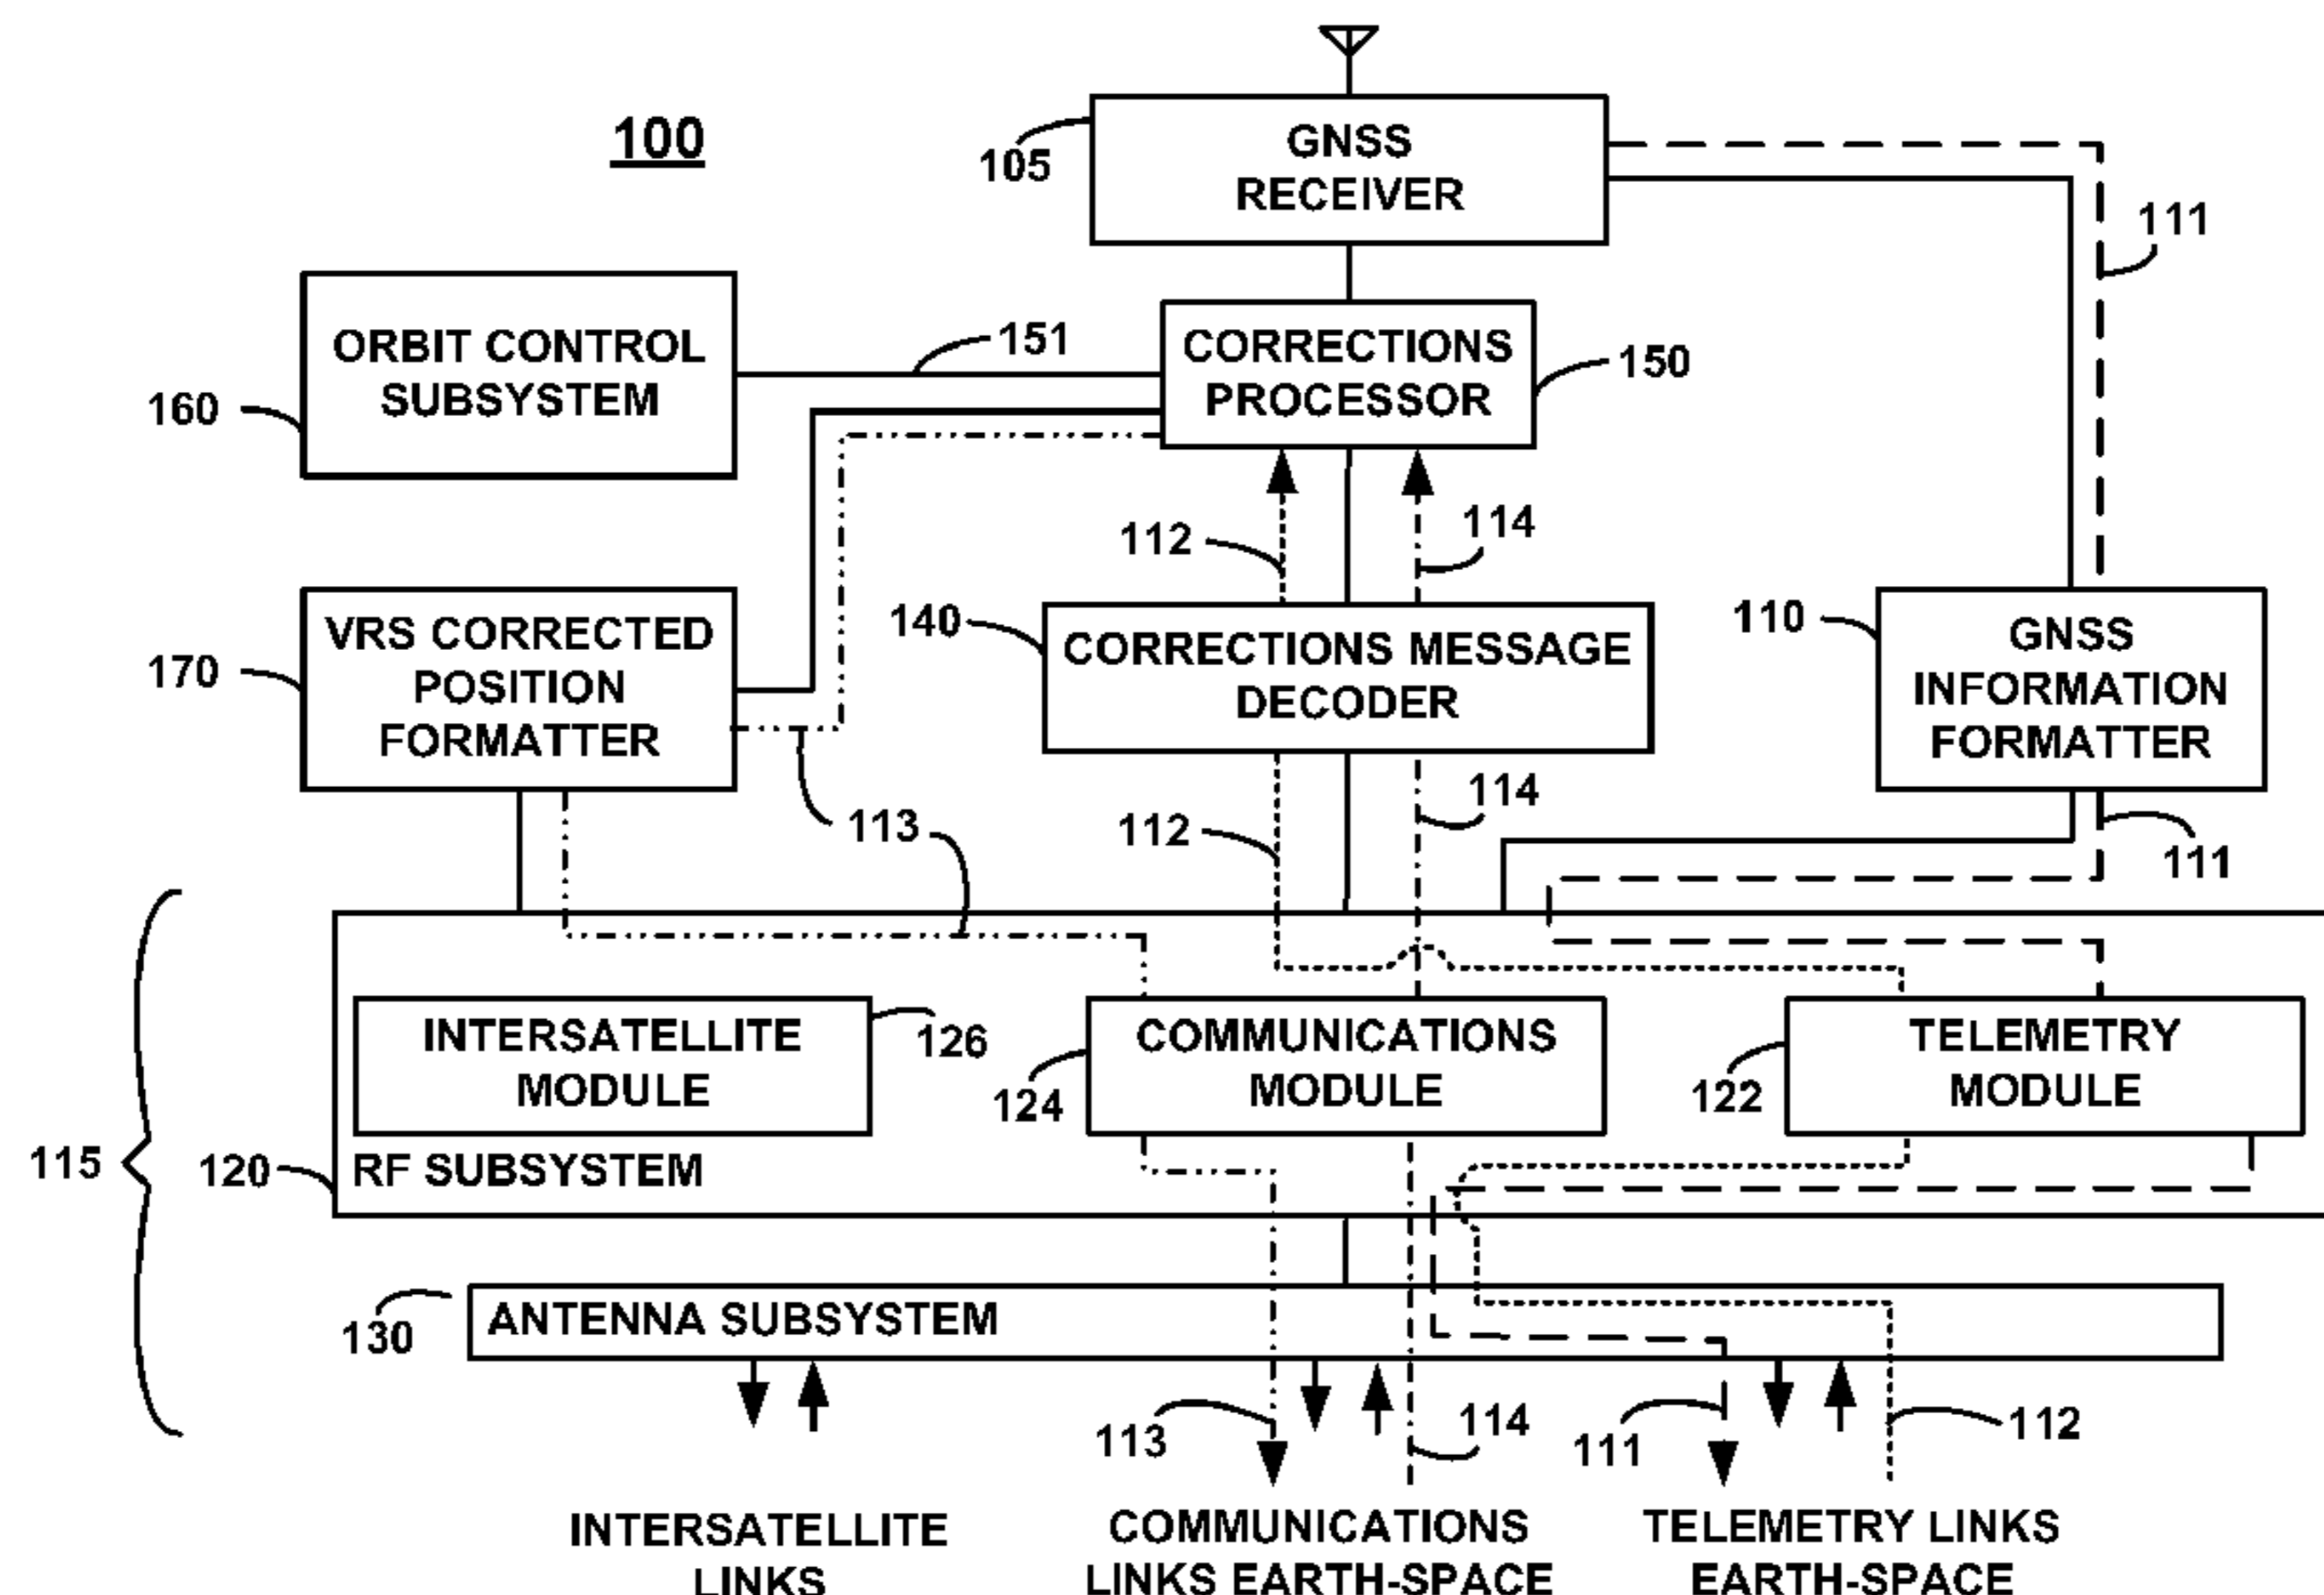 100
105
GNSS
RECEIVER
111
ORBIT CONTROL
SUBSYSTEM
160
151
CORRECTIONS
PROCESSOR
150
112
114
VRS CORRECTED
POSITION
FORMATTER
170
140
CORRECTIONS MESSAGE
DECODER
110
GNSS
INFORMATION
FORMATTER
113
112
114
111
INTERSATELLITE
MODULE
126
COMMUNICATIONS
MODULE
124
TELEMETRY
MODULE
122
115
120
RF SUBSYSTEM
130
ANTENNA SUBSYSTEM
113
114
111
112
INTERSATELLITE
LINKS
COMMUNICATIONS
LINKS EARTH-SPACE
TELEMETRY LINKS
EARTH-SPACE